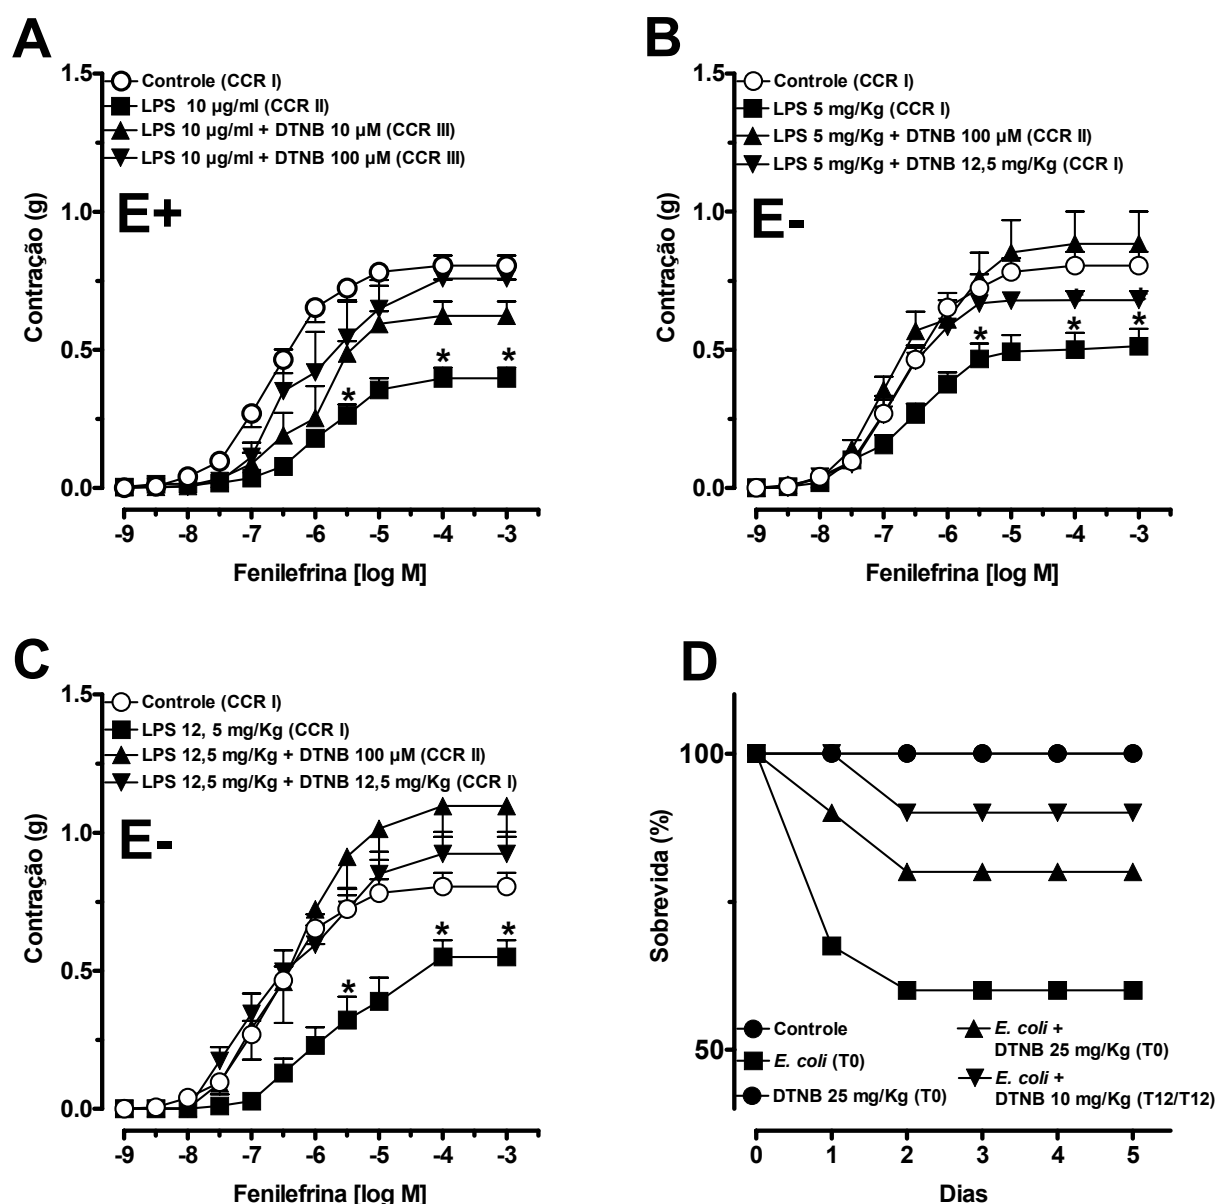 A
1.5
Controle (CCR I)
LPS 10 µg/ml (CCR II)
LPS 10 µg/ml + DTNB 10 µM (CCR III)
LPS 10 µg/ml + DTNB 100 µM (CCR III)
E+
1.0
0.5
0.0
Contração (g)
* * *
-9 -8 -7 -6 -5 -4 -3
Fenilefrina [log M]
B
1.5
Controle (CCR I)
LPS 5 mg/Kg (CCR I)
LPS 5 mg/Kg + DTNB 100 µM (CCR II)
LPS 5 mg/Kg + DTNB 12,5 mg/Kg (CCR I)
E-
1.0
0.5
0.0
Contração (g)
* * *
-9 -8 -7 -6 -5 -4 -3
Fenilefrina [log M]
C
1.5
Controle (CCR I)
LPS 12, 5 mg/Kg (CCR I)
LPS 12,5 mg/Kg + DTNB 100 µM (CCR II)
LPS 12,5 mg/Kg + DTNB 12,5 mg/Kg (CCR I)
E-
1.0
0.5
0.0
Contração (g)
* * *
-9 -8 -7 -6 -5 -4 -3
Fenilefrina [log M]
D
100
50
Sobrevida (%)
Controle
E. coli (T0)
DTNB 25 mg/Kg (T0)
E. coli +
DTNB 25 mg/Kg (T0)
E. coli +
DTNB 10 mg/Kg (T12/T12)
0 1 2 3 4 5
Dias